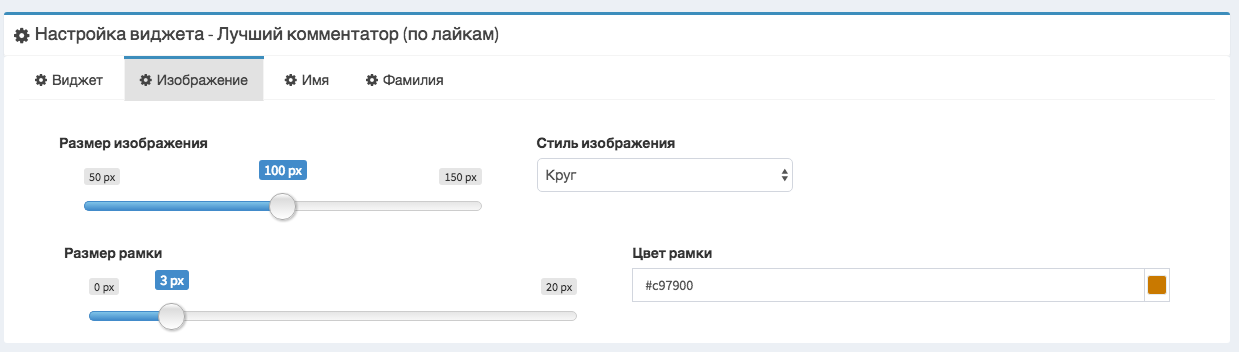 Настройка виджета - Лучший комментатор (по лайкам)
Виджет Изображение Имя Фамилия
Размер изображения
50 px 100 px 150 px
Стиль изображения
Круг
Размер рамки
0 px 3 px 20 px
Цвет рамки
#c97900